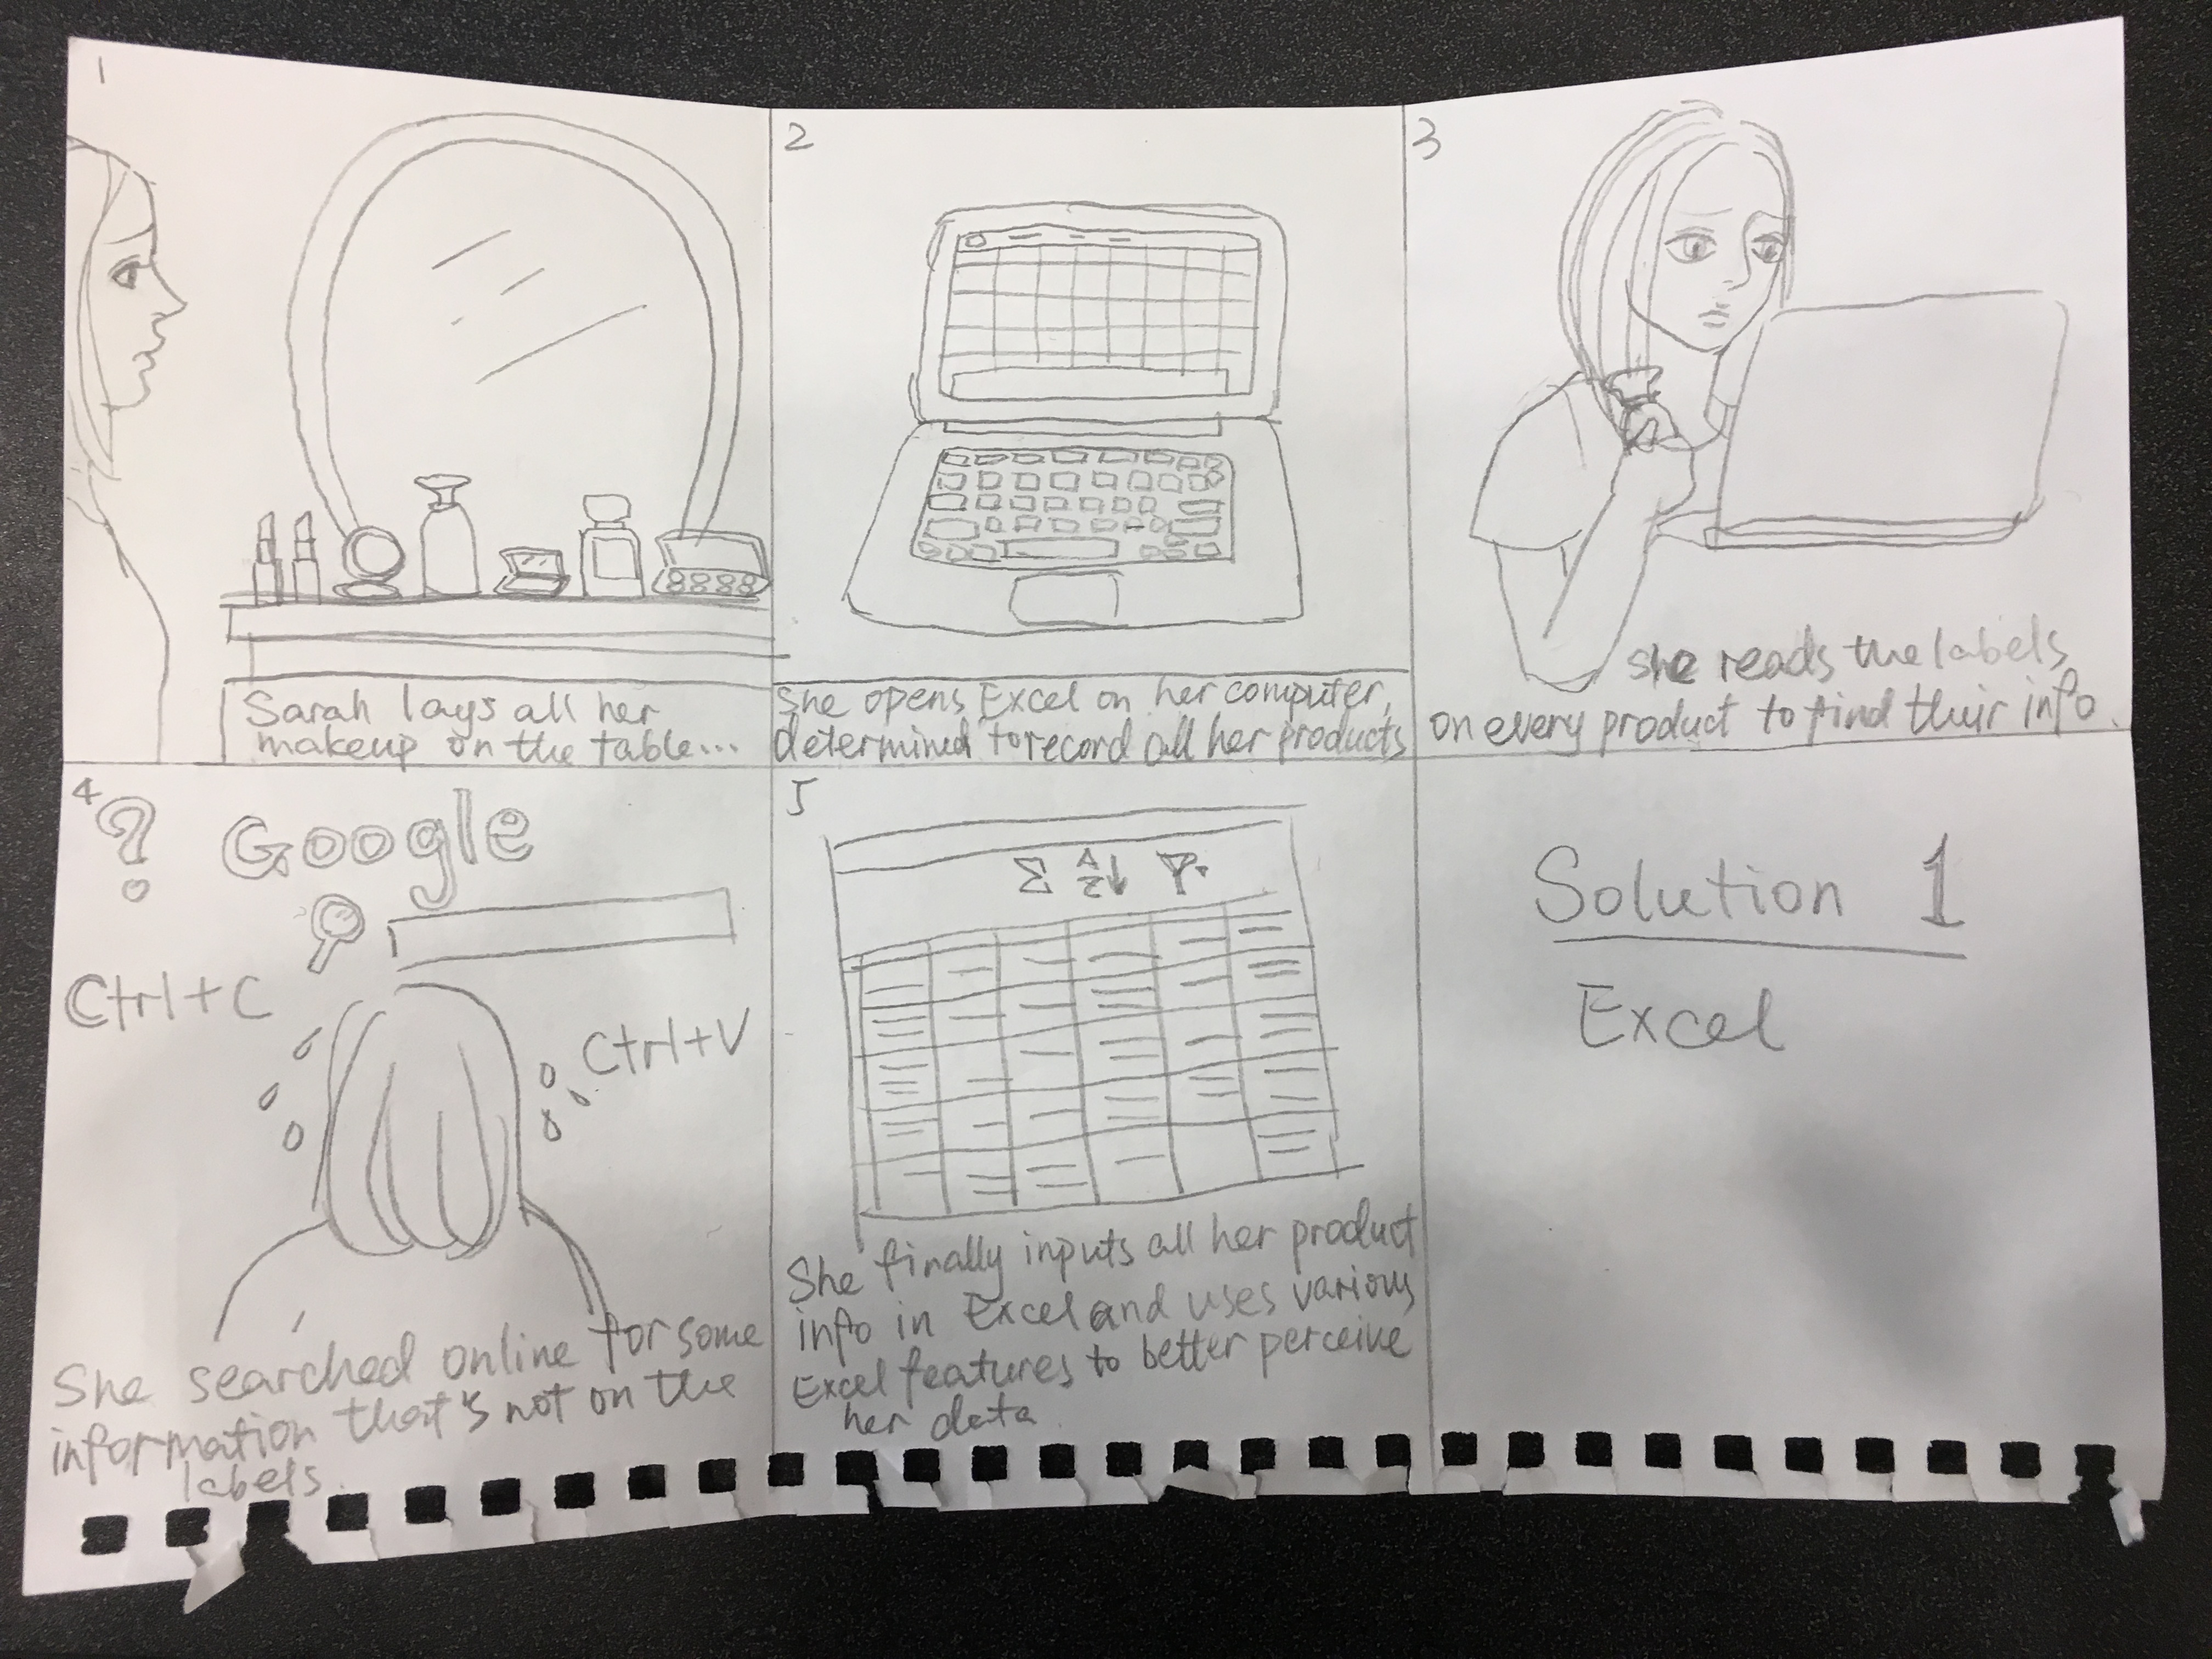 1
Sarah lays all her
makeup on the table...
2
She opens Excel on her computer,
determined to record all her products
3
she reads the labels
on every product to find their info.
4
?
Google
Ctrl+C
Ctrl+V
She searched online for some
information that's not on the
labels.
5
Σ A
Z↓
She finally inputs all her product
info in Excel and uses various
Excel features to better perceive
her data.
Solution 1
Excel